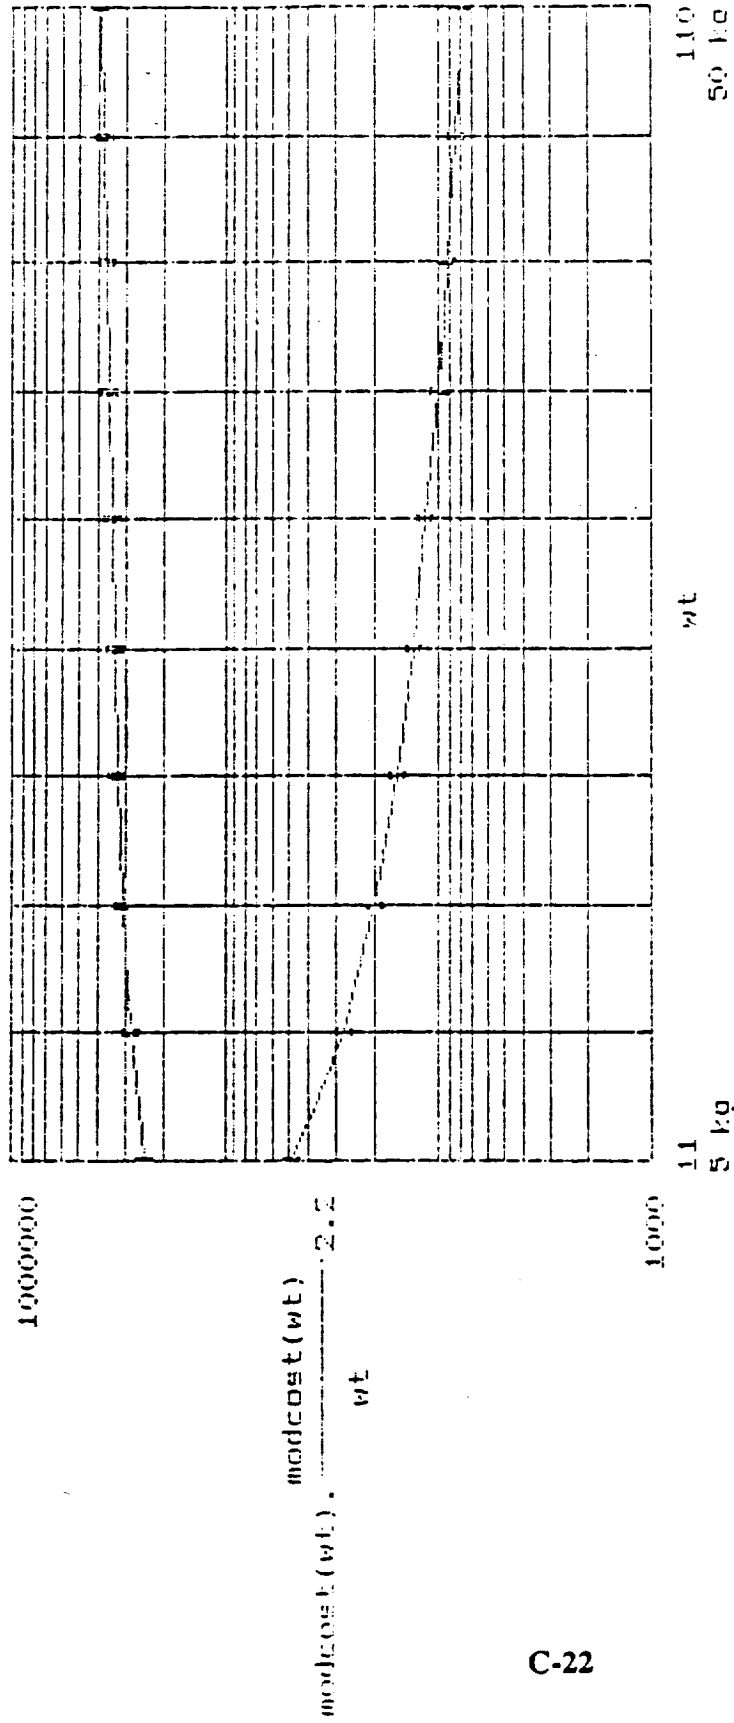 1000000
modcost(wt)
modcost(wt), ———— ·2.2
wt
1000
11
wt
110
5 kg
50 kg
C-22